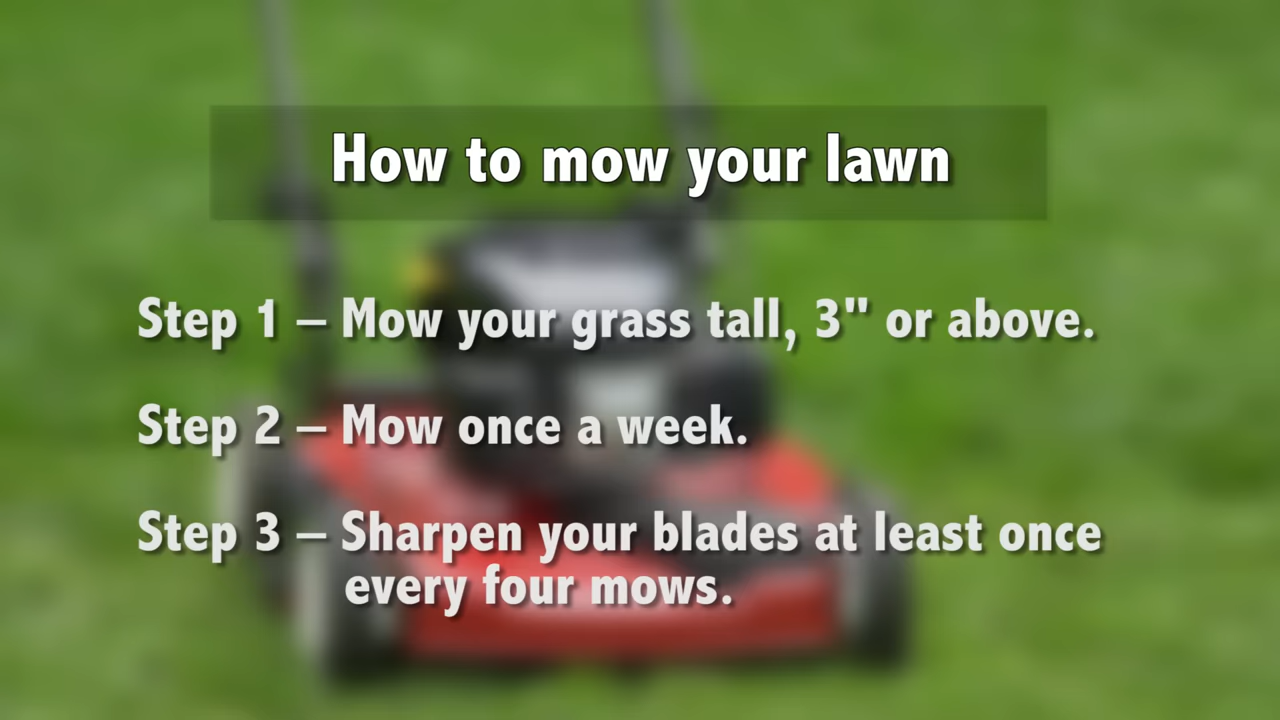 How to mow your lawn
Step 1 – Mow your grass tall, 3" or above.
Step 2 – Mow once a week.
Step 3 – Sharpen your blades at least once
every four mows.